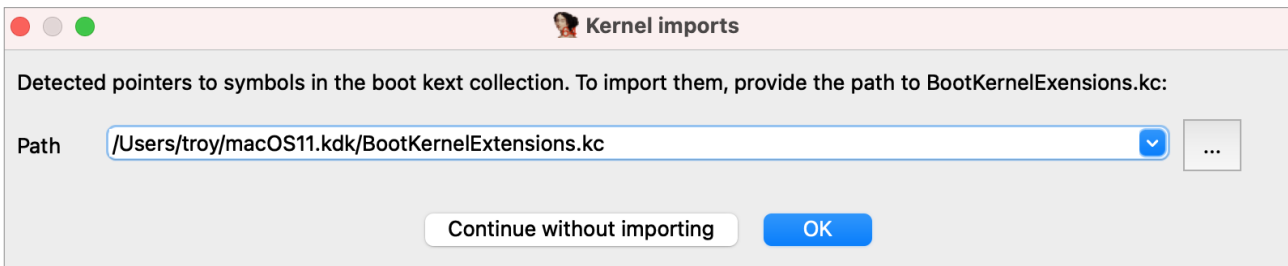 Kernel imports
Detected pointers to symbols in the boot kext collection. To import them, provide the path to BootKernelExensions.kc:
Path /Users/troy/macOS11.kdk/BootKernelExtensions.kc ...
Continue without importing OK